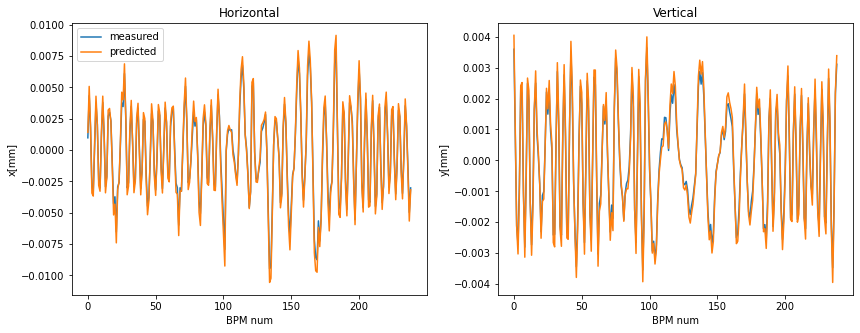 Horizontal
measured
predicted
0.0100
0.0075
0.0050
0.0025
0.0000
−0.0025
−0.0050
−0.0075
−0.0100
x[mm]
0 50 100 150 200
BPM num
Vertical
0.004
0.003
0.002
0.001
0.000
−0.001
−0.002
−0.003
−0.004
y[mm]
0 50 100 150 200
BPM num